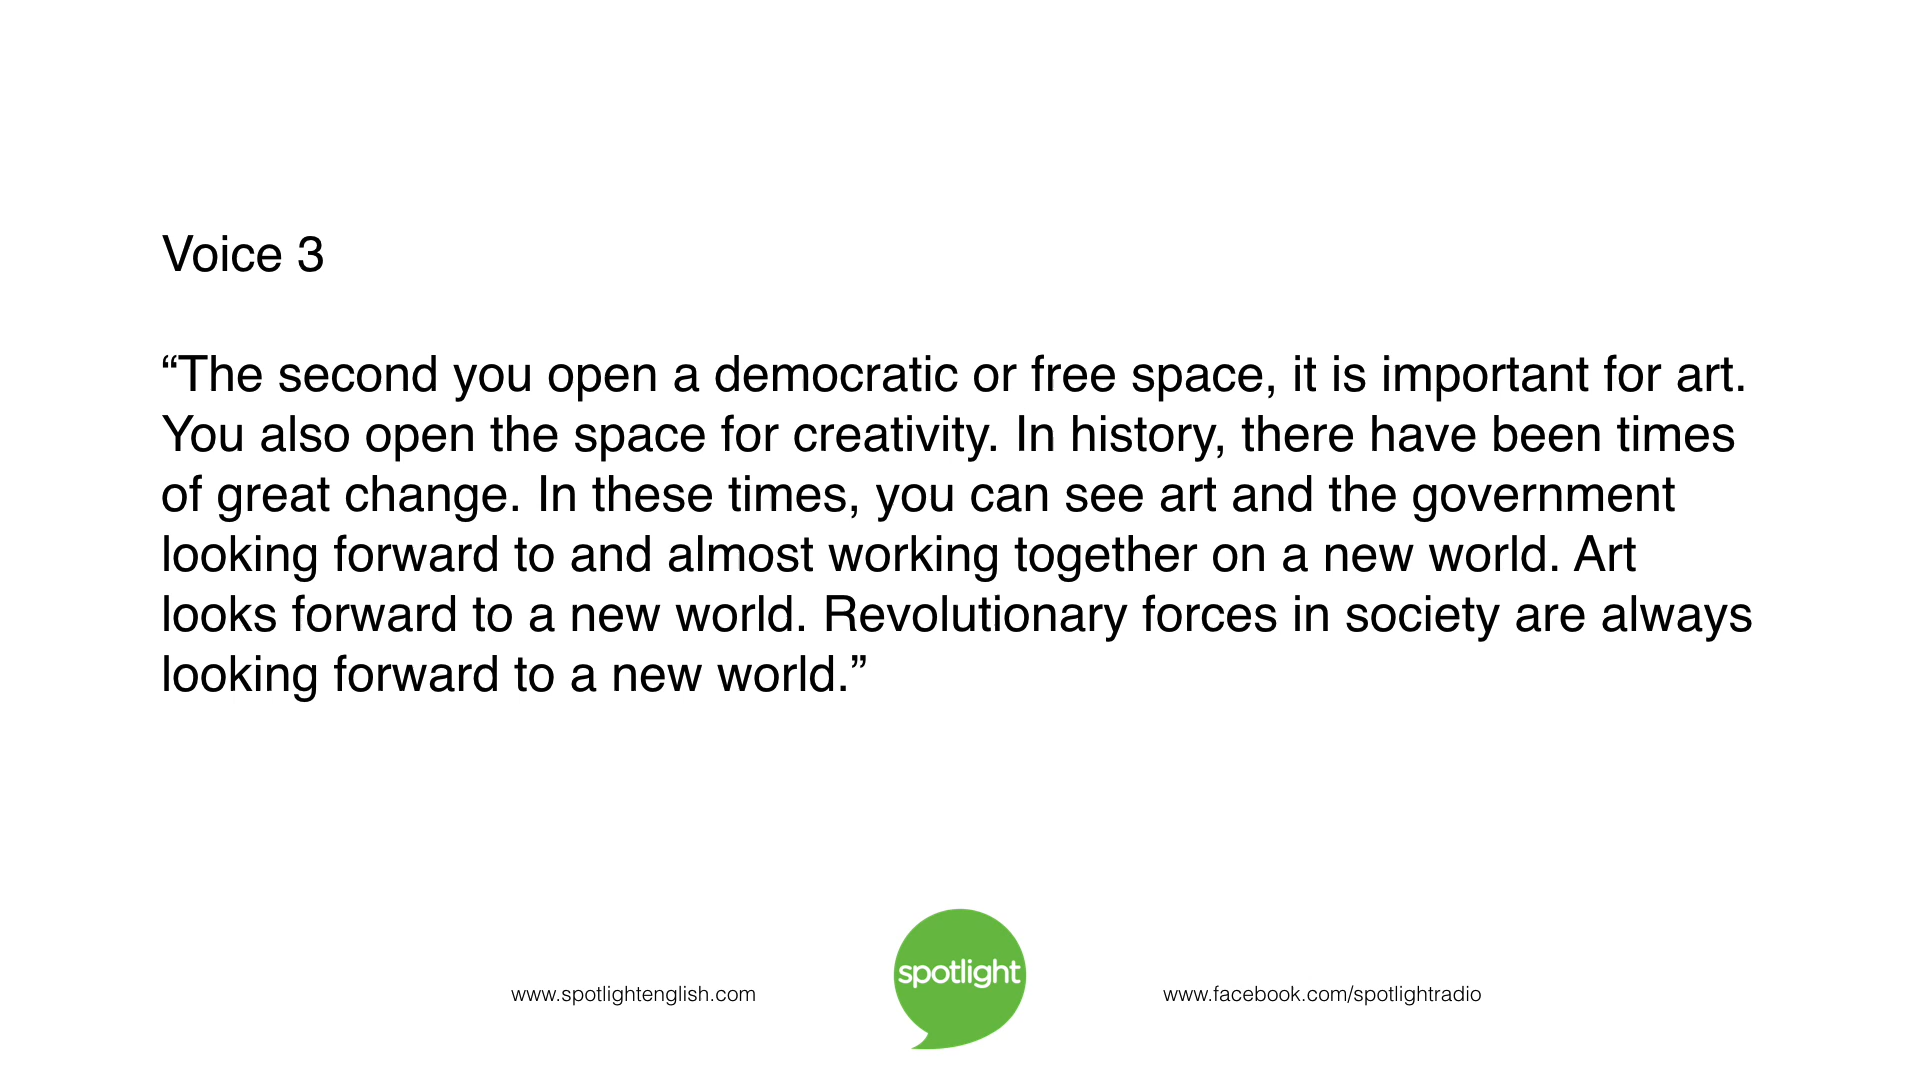 Voice 3
“The second you open a democratic or free space, it is important for art.
You also open the space for creativity. In history, there have been times
of great change. In these times, you can see art and the government
looking forward to and almost working together on a new world. Art
looks forward to a new world. Revolutionary forces in society are always
looking forward to a new world.”
www.spotlightenglish.com
spotlight
www.facebook.com/spotlightradio